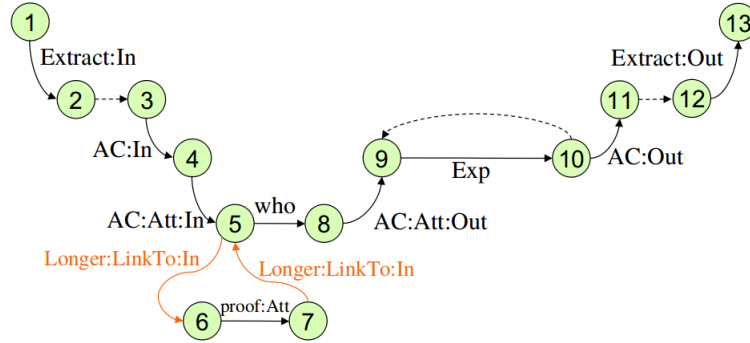 1
13
Extract:In
Extract:Out
2
3
11
12
AC:In
4
9
10
Exp
AC:Out
AC:Att:In
5
who
8
AC:Att:Out
Longer:LinkTo:In
Longer:LinkTo:In
6
proof:Att
7